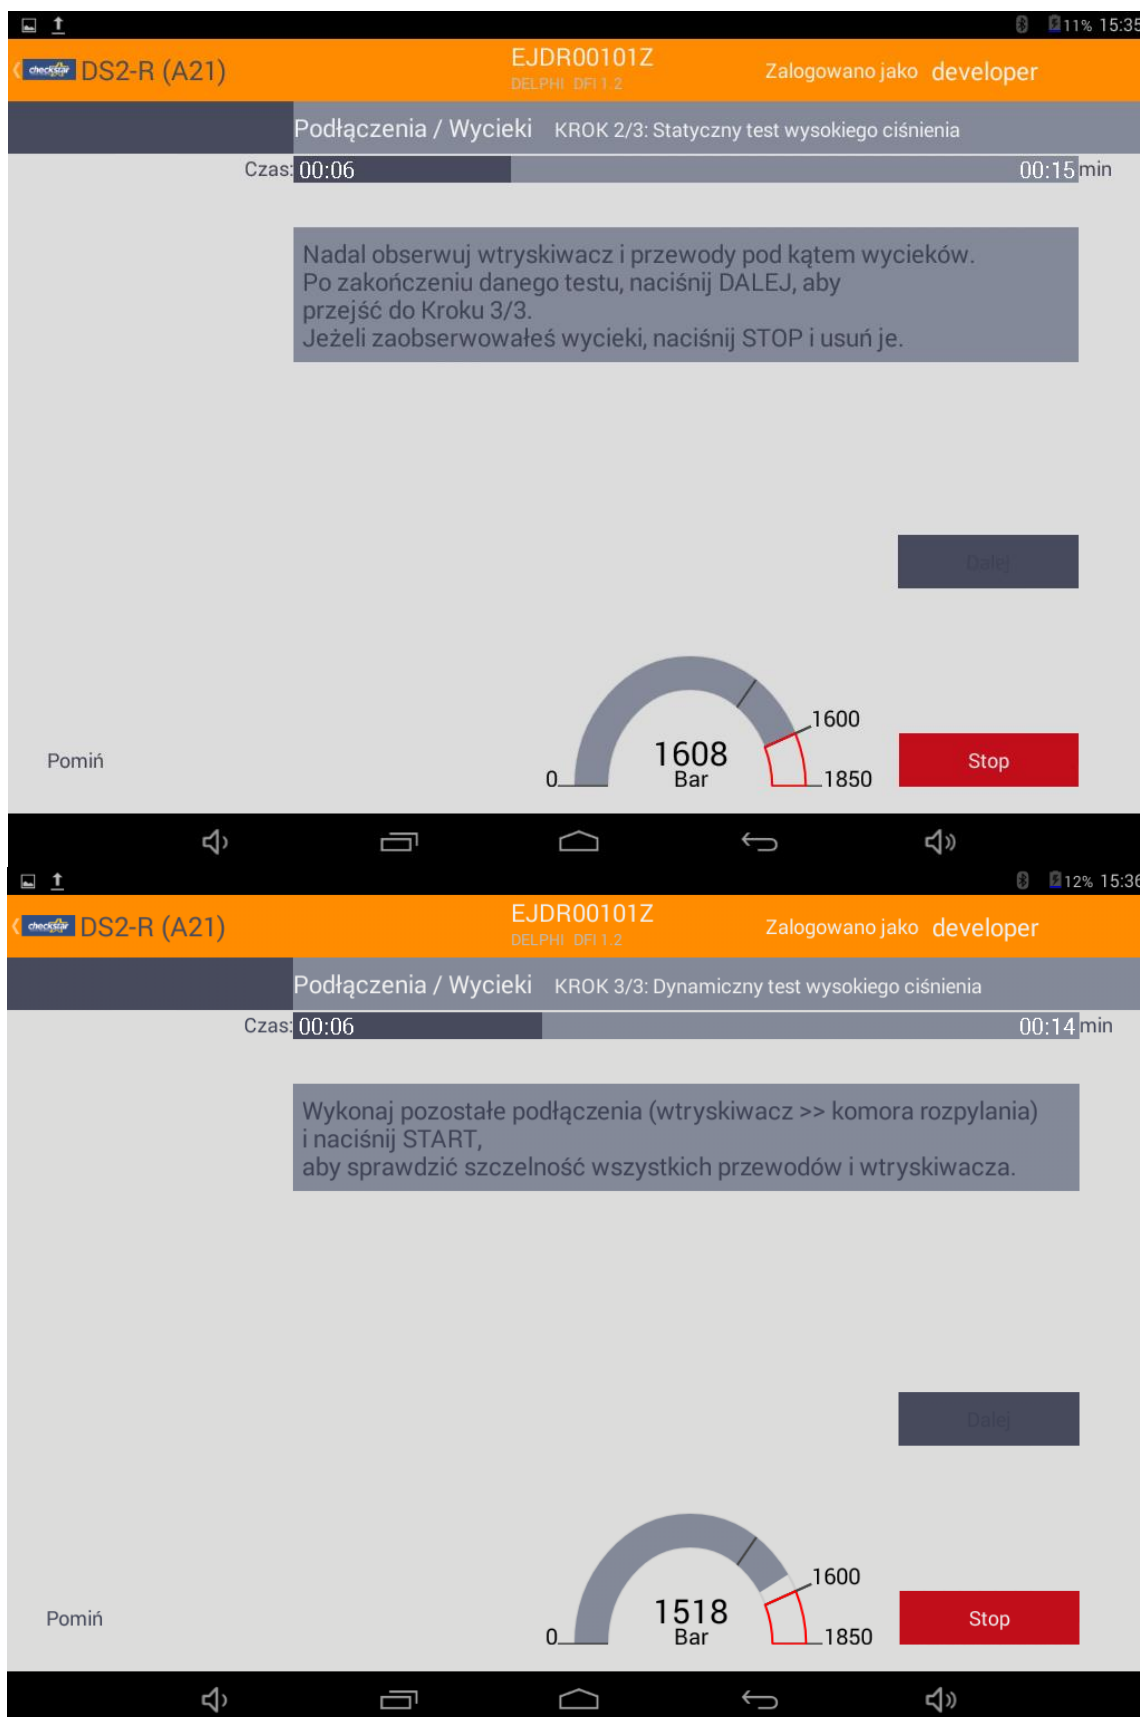 11% 15:35
checkstar DS2-R (A21)
EJDR00101Z
DELPHI DFI 1.2
Zalogowano jako developer
Podłączenia / Wycieki KROK 2/3: Statyczny test wysokiego ciśnienia
Czas: 00:06 00:15 min
Nadal obserwuj wtryskiwacz i przewody pod kątem wycieków.
Po zakończeniu danego testu, naciśnij DALEJ, aby
przejść do Kroku 3/3.
Jeżeli zaobserwowałeś wycieki, naciśnij STOP i usuń je.
Dalej
1600
Pomiń
1608
Bar
0
1850
Stop
12% 15:36
checkstar DS2-R (A21)
EJDR00101Z
DELPHI DFI 1.2
Zalogowano jako developer
Podłączenia / Wycieki KROK 3/3: Dynamiczny test wysokiego ciśnienia
Czas: 00:06 00:14 min
Wykonaj pozostałe podłączenia (wtryskiwacz >> komora rozpylania)
i naciśnij START,
aby sprawdzić szczelność wszystkich przewodów i wtryskiwacza.
Dalej
1600
Pomiń
1518
Bar
0
1850
Stop